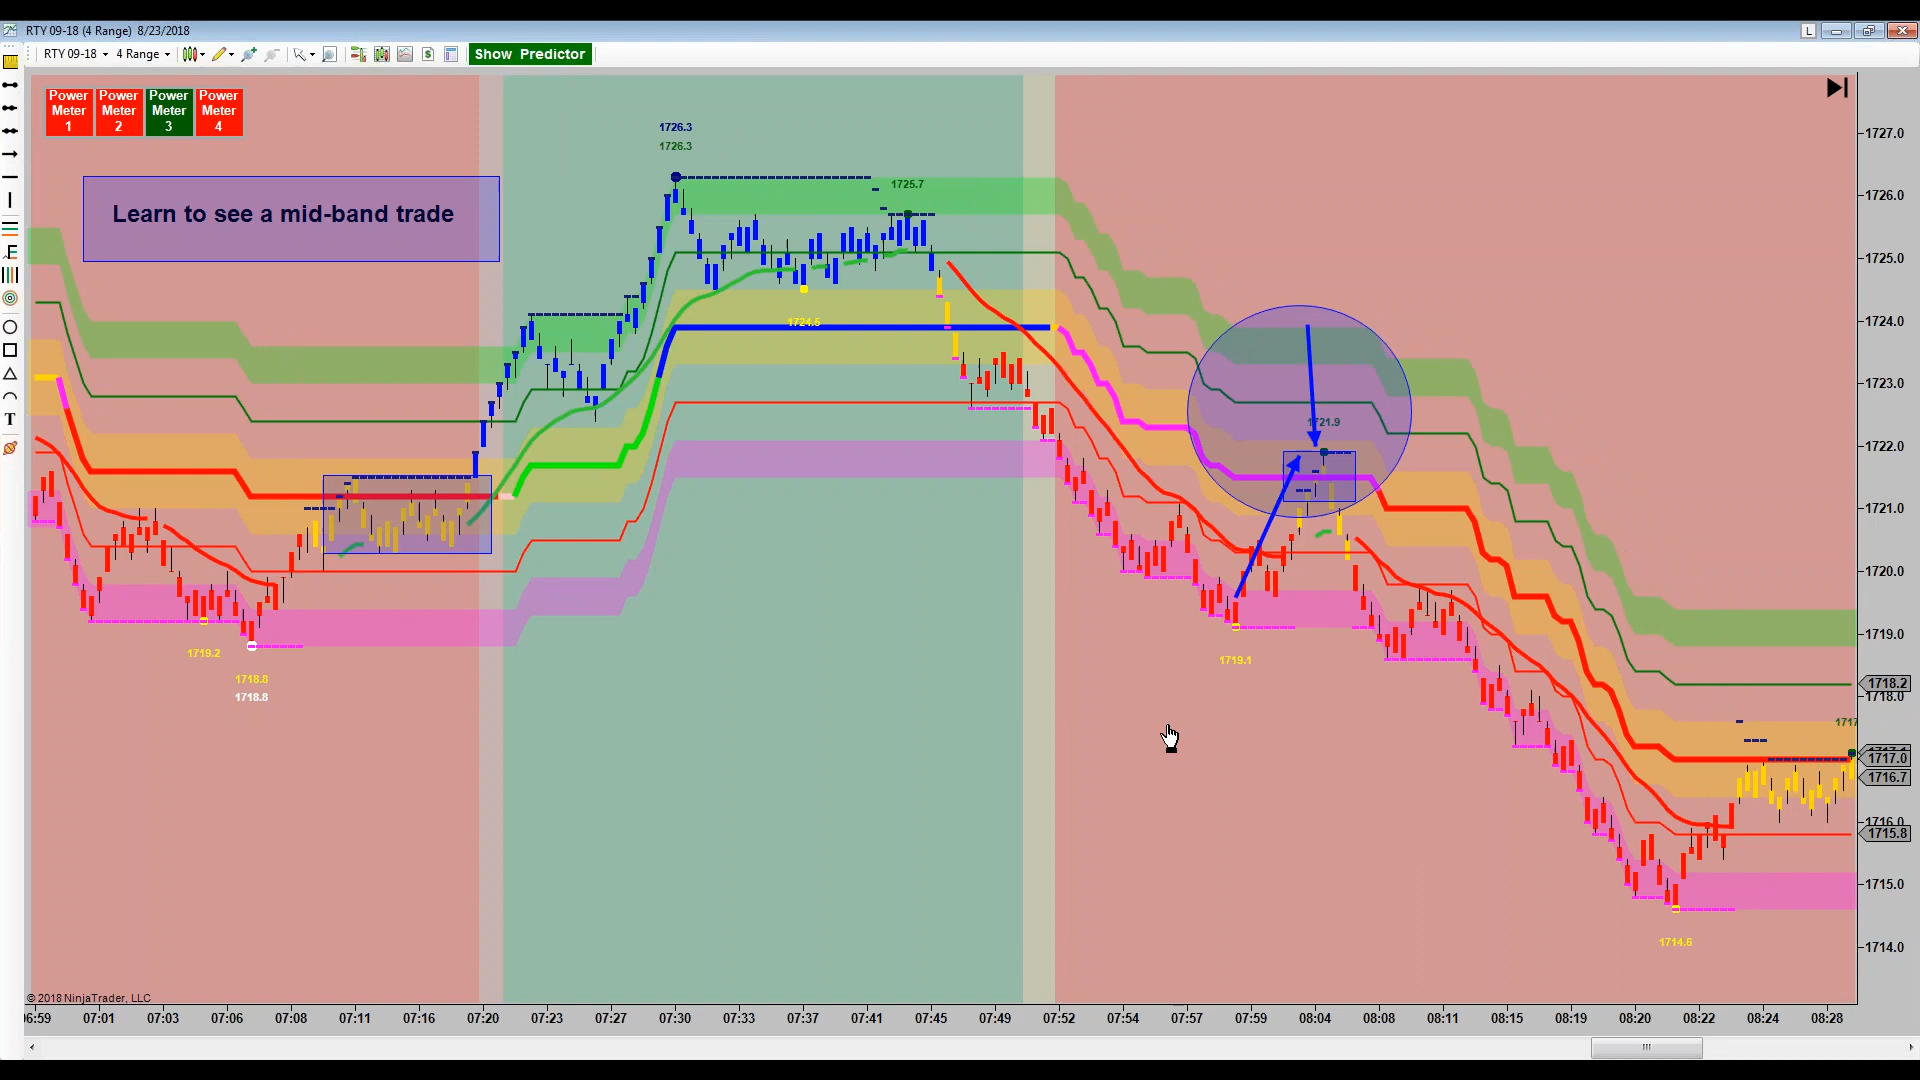 RTY 09-18 (4 Range) 8/23/2018
L
RTY 09-18 4 Range Show Predictor
Power Meter 1
Power Meter 2
Power Meter 3
Power Meter 4
Learn to see a mid-band trade
1726.3
1726.3
1725.7
1724.5
1721.9
1719.2
1718.8
1718.8
1719.1
1714.6
1717
1727.0
1726.0
1725.0
1724.0
1723.0
1722.0
1721.0
1720.0
1719.0
1718.2
1718.0
1717.0
1716.7
1716.0
1715.8
1715.0
1714.0
F
T
© 2018 NinjaTrader, LLC
6:59 07:01 07:03 07:06 07:08 07:11 07:16 07:20 07:23 07:27 07:30 07:33 07:37 07:41 07:45 07:49 07:52 07:54 07:57 07:59 08:04 08:08 08:11 08:15 08:19 08:20 08:22 08:24 08:28